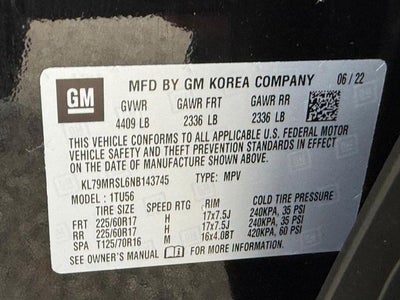 GM MFD BY GM KOREA COMPANY 06/22
GVWR GAWR FRT GAWR RR
4409 LB 2336 LB 2336 LB
THIS VEHICLE CONFORMS TO ALL APPLICABLE U.S. FEDERAL MOTOR
VEHICLE SAFETY AND THEFT PREVENTION STANDARDS IN EFFECT
ON THE DATE OF MANUFACTURE SHOWN ABOVE.
KL79MRSL6NB143745 TYPE: MPV
MODEL : 1TU56
TIRE SIZE SPEED RTG RIM COLD TIRE PRESSURE
FRT 225/60R17 H 17x7.5J 240KPA, 35 PSI
RR 225/60R17 H 17x7.5J 240KPA, 35 PSI
SPA T125/70R16 M 16x4.0BT 420KPA, 60 PSI
SEE OWNER'S MANUAL FOR MORE INFORMATION.